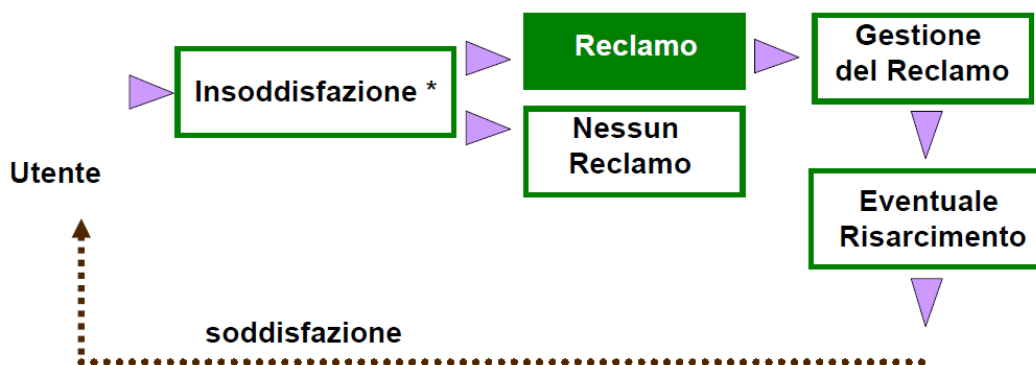 Reclamo
Gestione
del Reclamo
Insoddisfazione *
Nessun
Reclamo
Utente
Eventuale
Risarcimento
soddisfazione